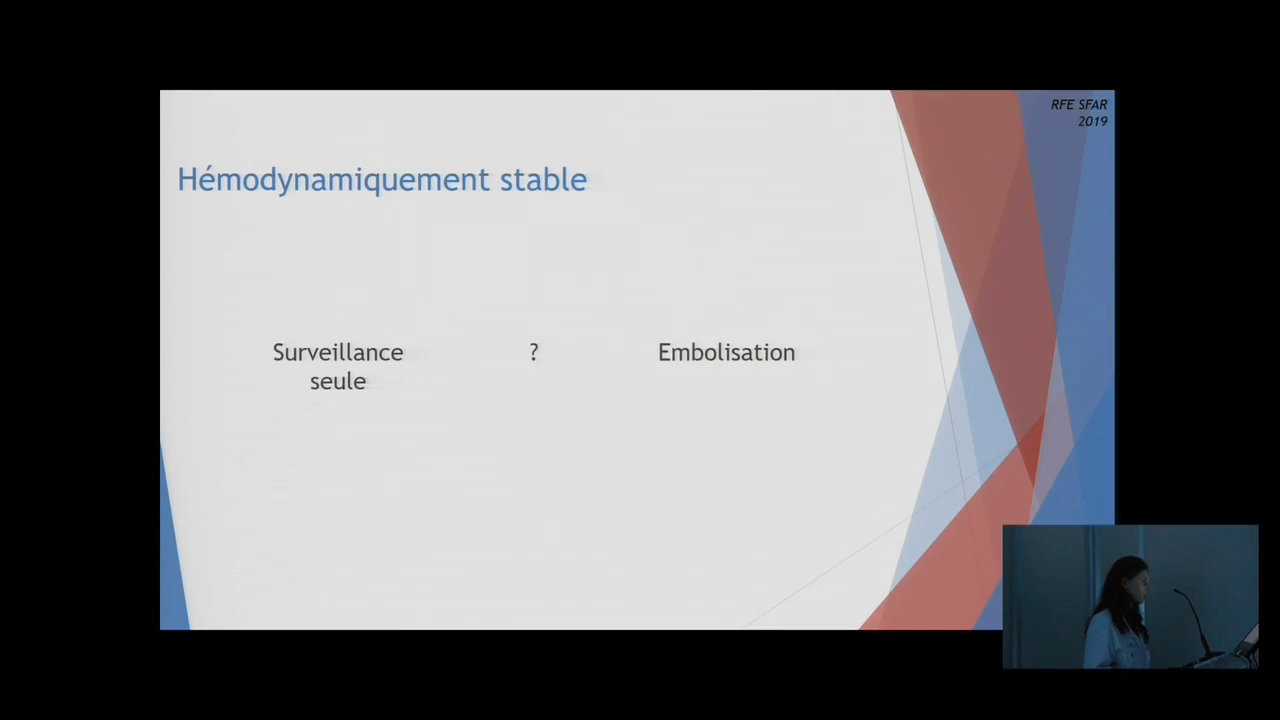 RFE SFAR
2019
Hémodynamiquement stable
Surveillance ? Embolisation
seule